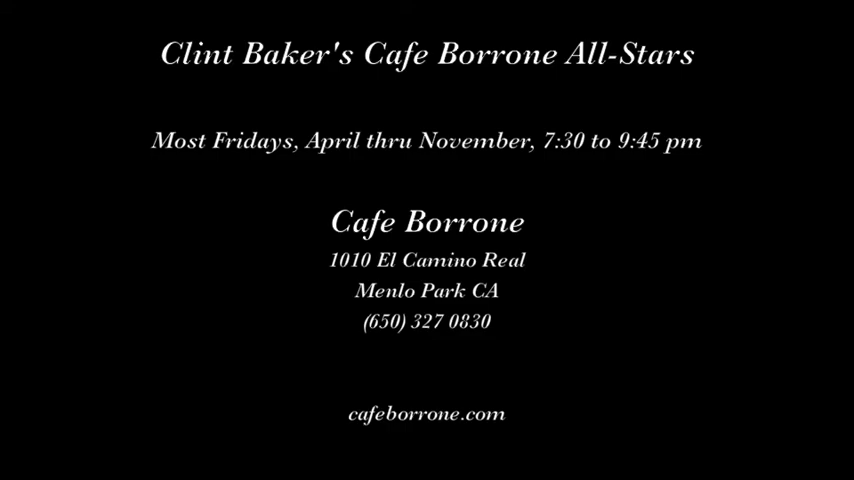 Clint Baker's Cafe Borrone All-Stars
Most Fridays, April thru November, 7:30 to 9:45 pm
Cafe Borrone
1010 El Camino Real
Menlo Park CA
(650) 327 0830
cafeborrone.com